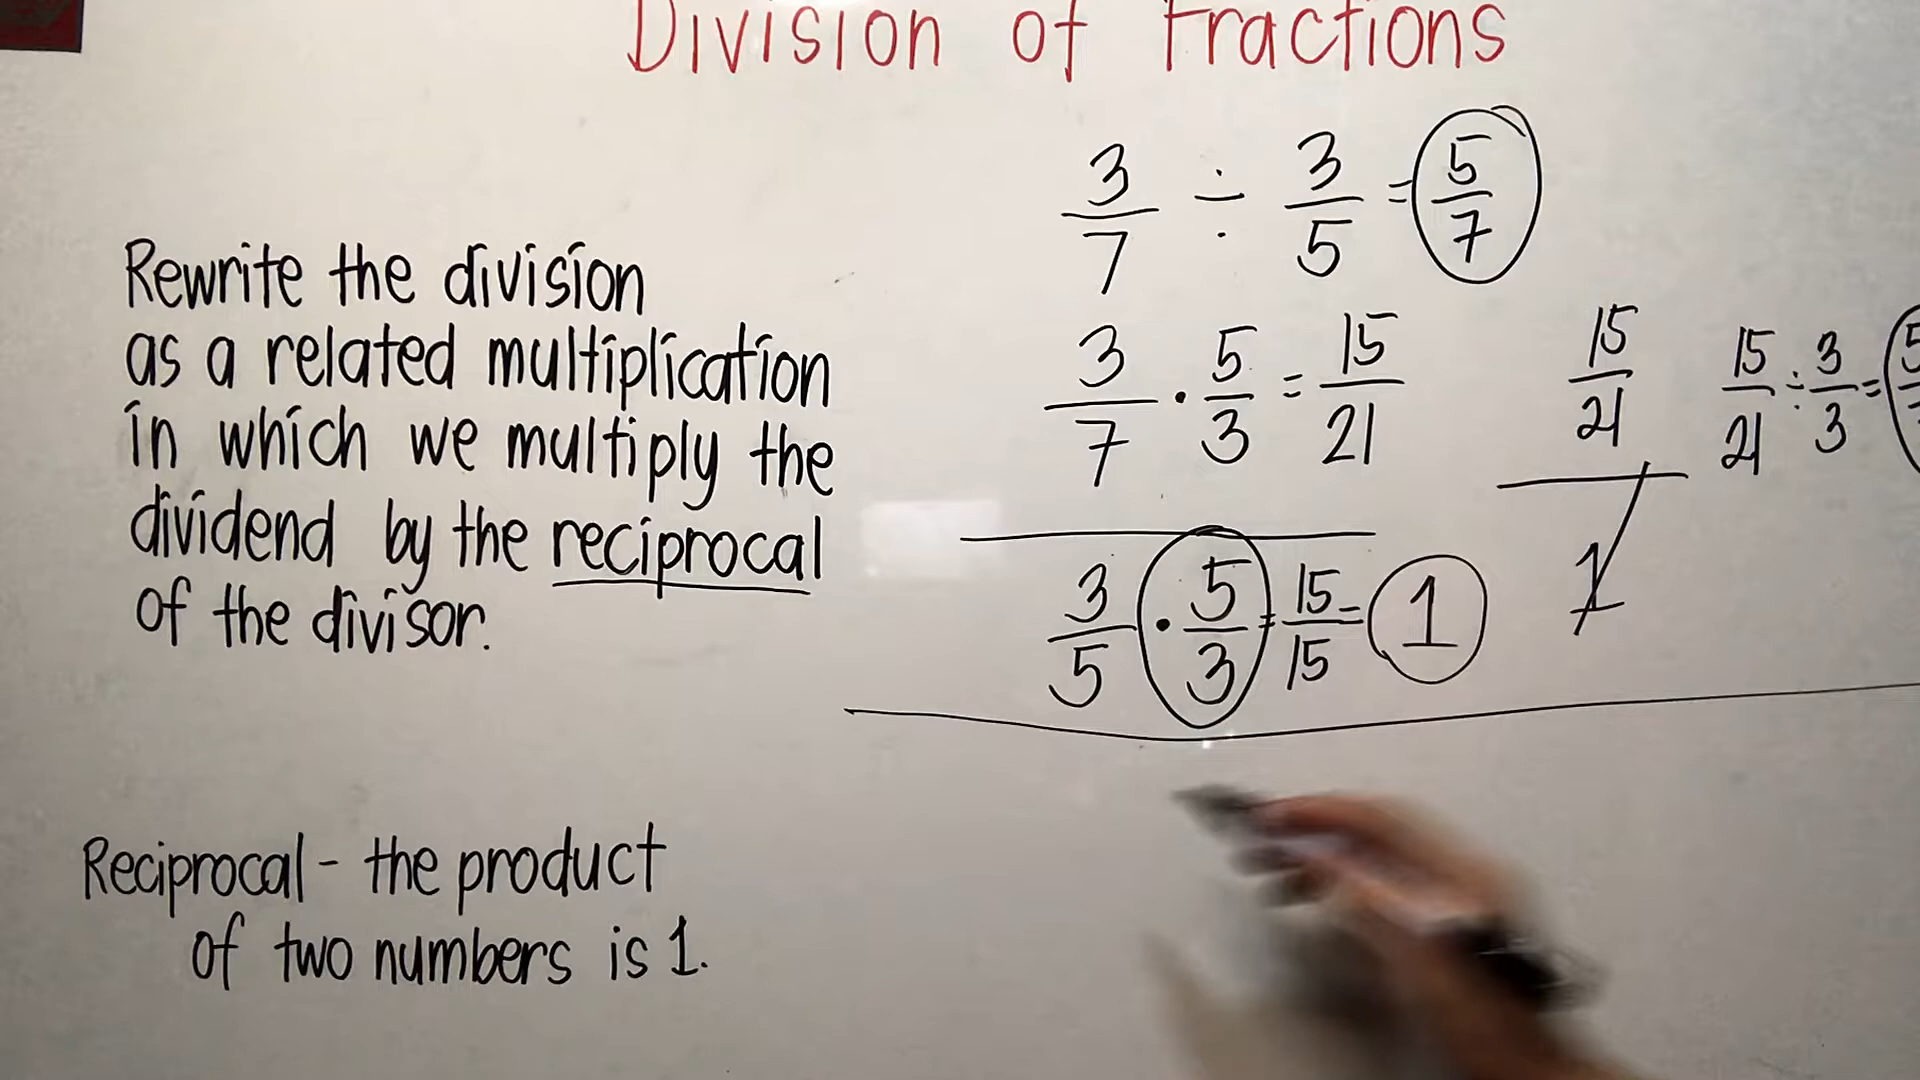 Division of Fractions
3/7 ÷ 3/5 = 5/7
Rewrite the division
as a related multiplication
in which we multiply the
dividend by the reciprocal
of the divisor.
3/7 · 5/3 = 15/21
15/21
1
15/21 ÷ 3/3 =
3/5 · 5/3 = 15/15 = 1
Reciprocal - the product
of two numbers is 1.